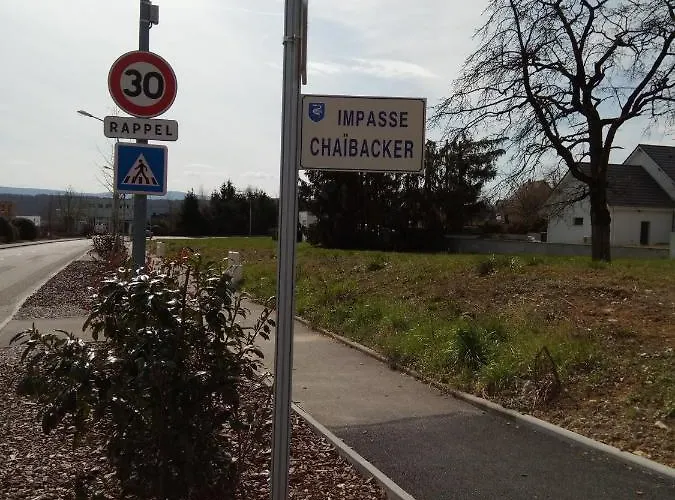 30
RAPPEL
IMPASSE
CHAÏBACKER